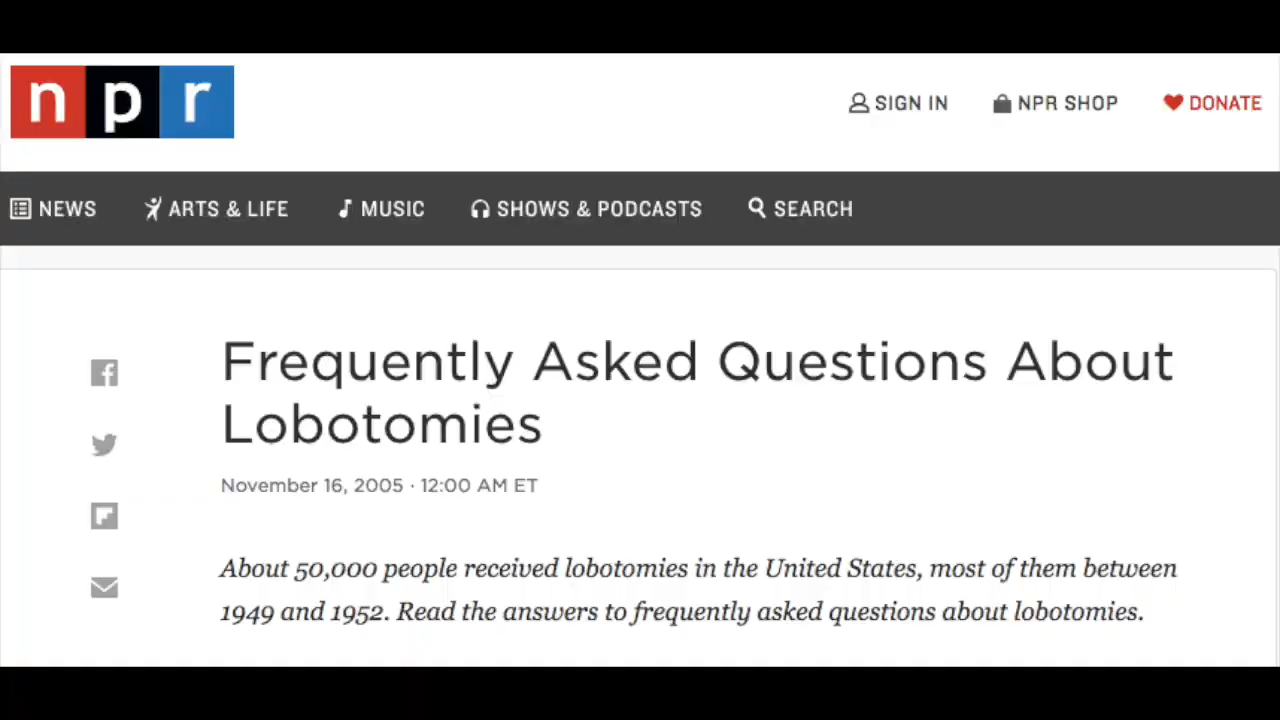 npr
SIGN IN NPR SHOP DONATE
NEWS ARTS & LIFE MUSIC SHOWS & PODCASTS SEARCH
Frequently Asked Questions About
Lobotomies
November 16, 2005 · 12:00 AM ET
About 50,000 people received lobotomies in the United States, most of them between
1949 and 1952. Read the answers to frequently asked questions about lobotomies.